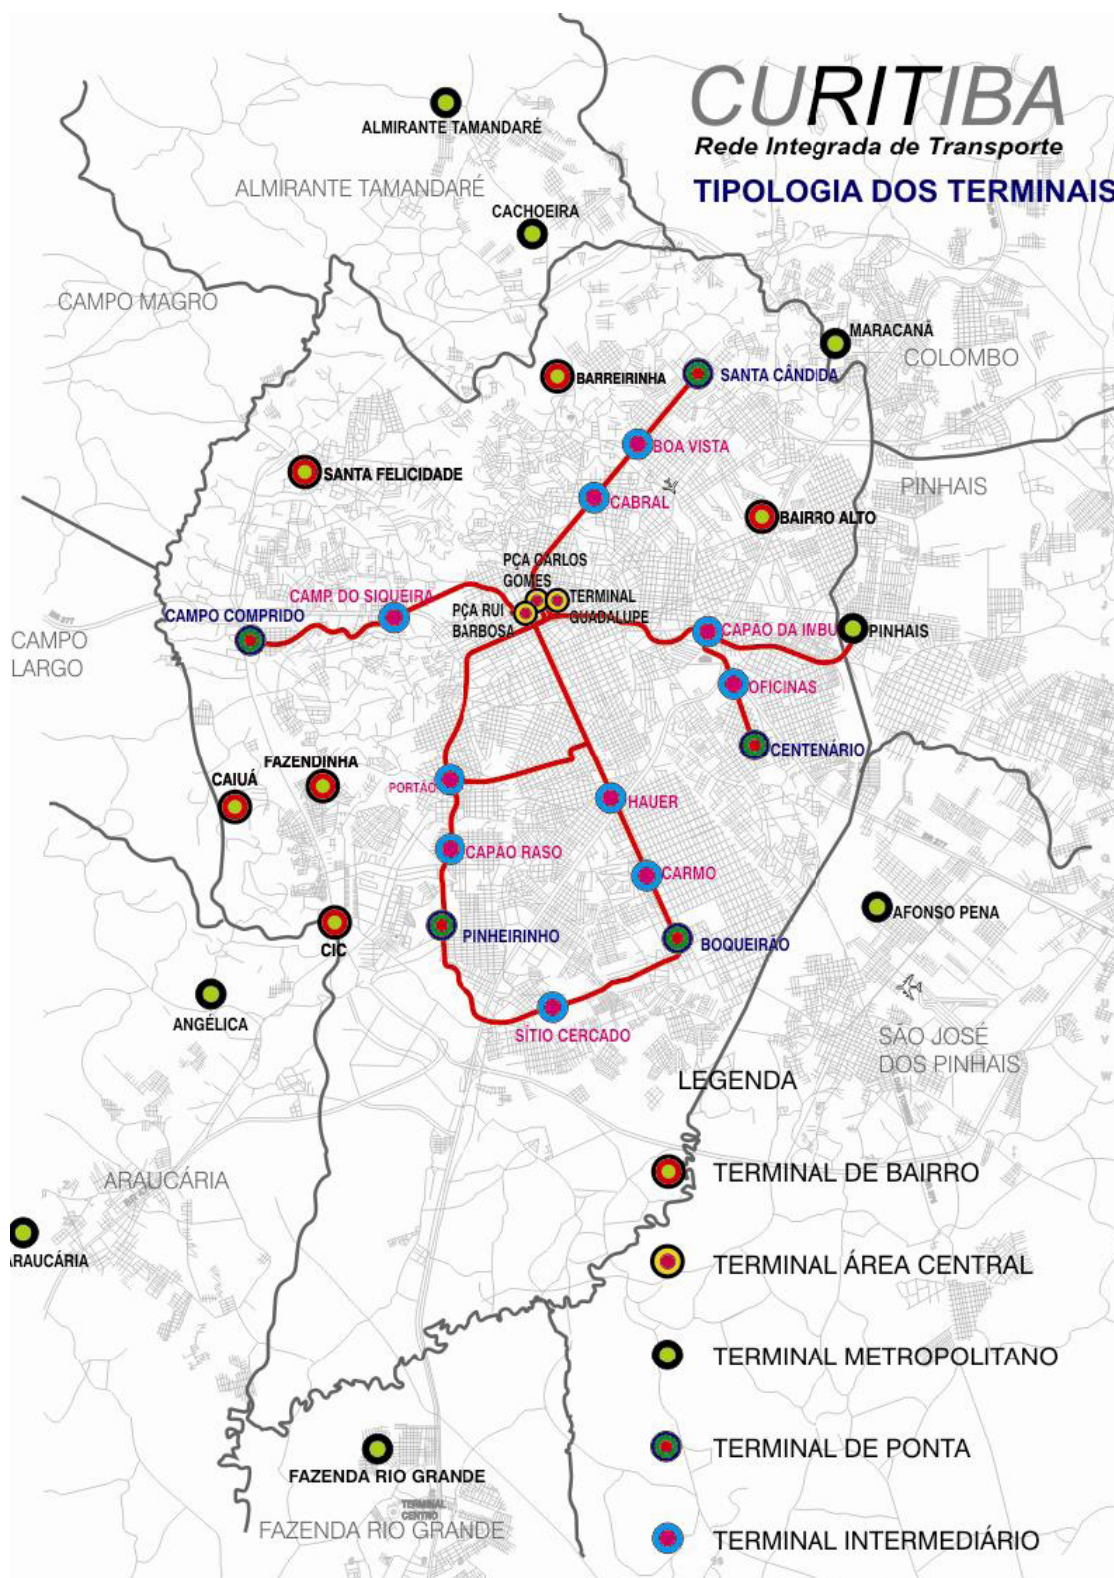 CURITIBA
Rede Integrada de Transporte
TIPOLOGIA DOS TERMINAIS
ALMIRANTE TAMANDARÉ
ALMIRANTE TAMANDARÉ
CACHOEIRA
CAMPO MAGRO
MARACANÃ
COLOMBO
BARREIRINHA
SANTA CÂNDIDA
BOA VISTA
SANTA FELICIDADE
PINHAIS
CABRAL
BAIRRO ALTO
PÇA CARLOS
GOMES
CAMP. DO SIQUEIRA
TERMINAL
GUADALUPE
PÇA RUI
BARBOSA
CAMPO COMPRIDO
CAPÃO DA IMBU
PINHAIS
CAMPO
LARGO
OFICINAS
CENTENÁRIO
FAZENDINHA
CAIUÁ
PORTÃO
HAUER
CAPÃO RASO
CARMO
AFONSO PENA
PINHEIRINHO
BOQUEIRÃO
CIC
ANGÉLICA
SÍTIO CERCADO
SÃO JOSÉ
DOS PINHAIS
LEGENDA
ARAUCÁRIA
TERMINAL DE BAIRRO
ARAUCÁRIA
TERMINAL ÁREA CENTRAL
TERMINAL METROPOLITANO
TERMINAL DE PONTA
FAZENDA RIO GRANDE
TERMINAL
CENTRO
FAZENDA RIO GRANDE
TERMINAL INTERMEDIÁRIO